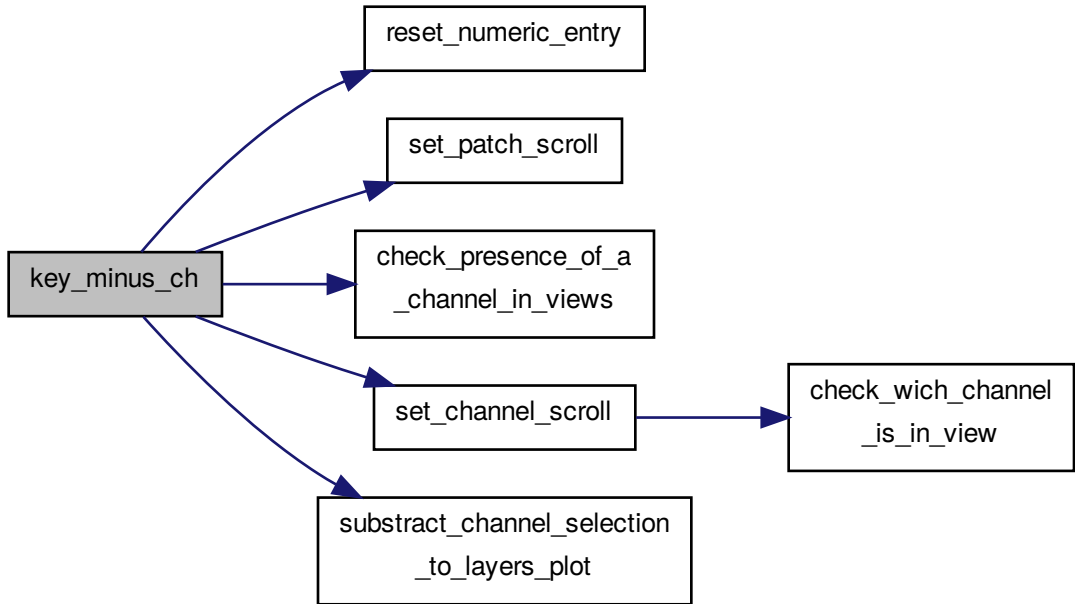 reset_numeric_entry
set_patch_scroll
key_minus_ch
check_presence_of_a
_channel_in_views
set_channel_scroll
check_wich_channel
_is_in_view
substract_channel_selection
_to_layers_plot